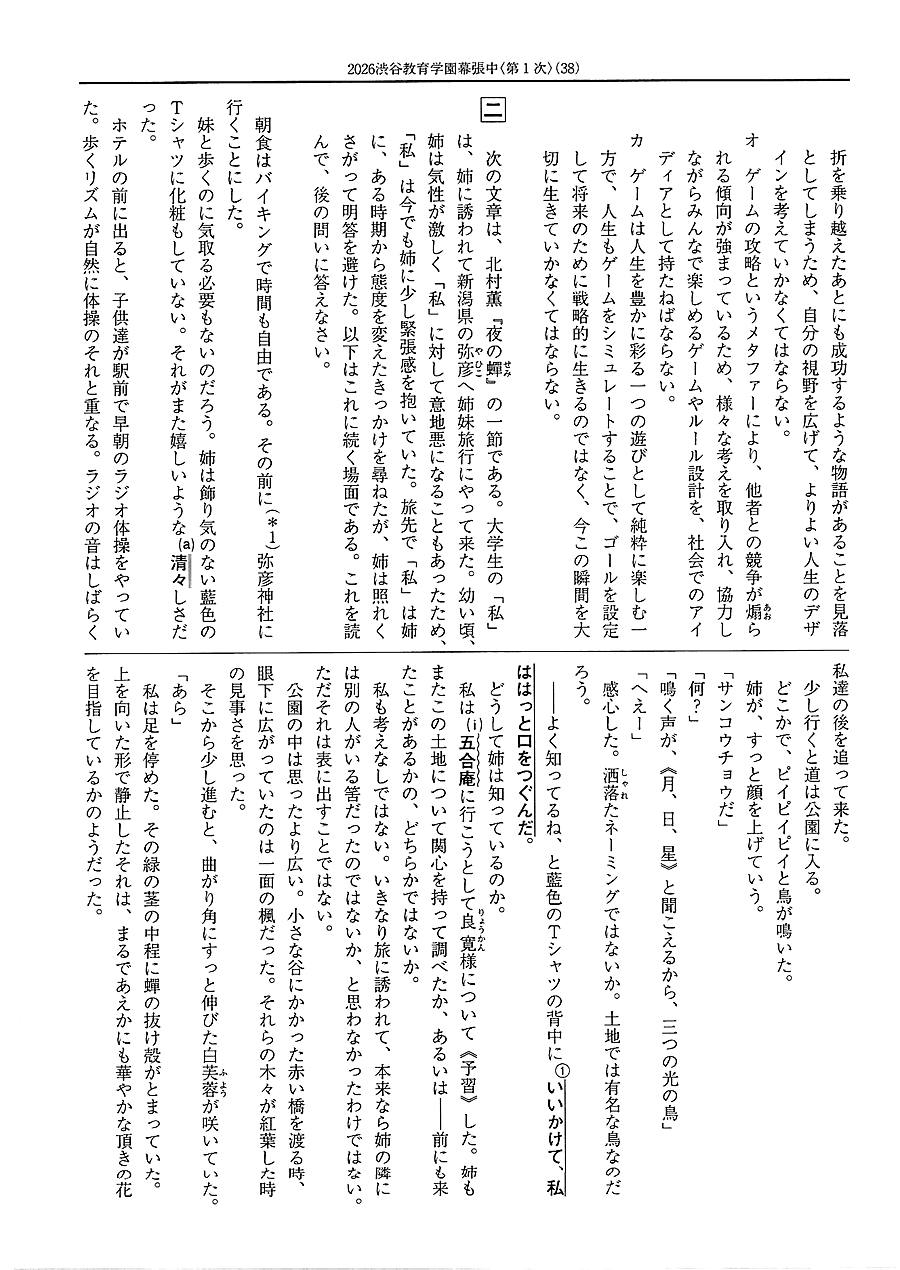 2026渋谷教育学園幕張中〈第1次〉(38)
折を乗り越えたあとにも成功するような物語があることを見落
としてしまうため、自分の視野を広げて、よりよい人生のデザ
インを考えていかなくてはならない。
オ　ゲームの攻略というメタファーにより、他者との競争が煽ら
れる傾向が強まっているため、様々な考えを取り入れ、協力し
ながらみんなで楽しめるゲームやルール設計を、社会でのアイ
ディアとして持たねばならない。
カ　ゲームは人生を豊かに彩る一つの遊びとして純粋に楽しむ一
方で、人生もゲームをシミュレートすることで、ゴールを設定
して将来のために戦略的に生きるのではなく、今この瞬間を大
切に生きていかなくてはならない。
二　次の文章は、北村薫『夜の蟬』の一節である。大学生の「私」
は、姉に誘われて新潟県の弥彦へ姉妹旅行にやって来た。幼い頃、
姉は気性が激しく「私」に対して意地悪になることもあったため、
「私」は今でも姉に少し緊張感を抱いていた。旅先で「私」は姉
に、ある時期から態度を変えたきっかけを尋ねたが、姉は照れく
さがって明答を避けた。以下はこれに続く場面である。これを読
んで、後の問いに答えなさい。
朝食はバイキングで時間も自由である。その前に(*1)弥彦神社に
行くことにした。
妹と歩くのに気取る必要もないのだろう。姉は飾り気のない藍色の
Tシャツに化粧もしていない。それがまた嬉しいような(a)清々しさだ
った。
ホテルの前に出ると、子供達が駅前で早朝のラジオ体操をやってい
た。歩くリズムが自然に体操のそれと重なる。ラジオの音はしばらく
私達の後を追って来た。
少し行くと道は公園に入る。
どこかで、ピイピイピイと鳥が鳴いた。
姉が、すっと顔を上げていう。
「サンコウチョウだ」
「何？」
「鳴く声が、《月、日、星》と聞こえるから、三つの光の鳥」
「へえー」
感心した。洒落たネーミングではないか。土地では有名な鳥なのだ
ろう。
――よく知ってるね、と藍色のTシャツの背中に①いいかけて、私
ははっと口をつぐんだ。
どうして姉は知っているのか。
私は(i)五合庵に行こうとして良寛様について《予習》した。姉も
またこの土地について関心を持って調べたか、あるいは――前にも来
たことがあるかの、どちらかではないか。
私も考えなしではない。いきなり旅に誘われて、本来なら姉の隣に
は別の人がいる筈だったのではないか、と思わなかったわけではない。
ただそれは表に出すことではない。
公園の中は思ったより広い。小さな谷にかかった赤い橋を渡る時、
眼下に広がっていたのは一面の楓だった。それらの木々が紅葉した時
の見事さを思った。
そこから少し進むと、曲がり角にすっと伸びた白芙蓉が咲いていた。
「あら」
私は足を停めた。その緑の茎の中程に蟬の抜け殻がとまっていた。
上を向いた形で静止したそれは、まるであえかにも華やかな頂きの花
を目指しているかのようだった。